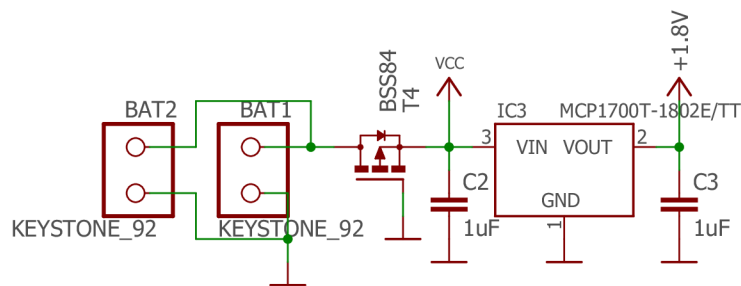 BAT2
BAT1
BSS84
T4
VCC
IC3
MCP1700T-1802E/TT
+1.8V
3
VIN
VOUT
2
GND
1
C2
1uF
C3
1uF
KEYSTONE_92
KEYSTONE_92